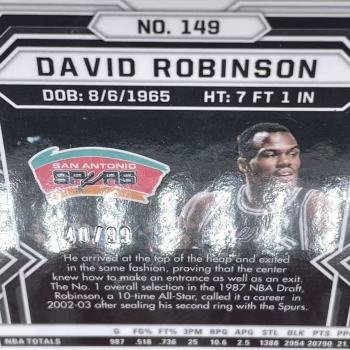 NO. 149
DAVID ROBINSON
DOB: 8/6/1965 HT: 7 FT 1 IN
SAN ANTONIO
SPURS
40/99
He arrived at the top of the heap and exited
in the same fashion, proving that the center
knew how to make an entrance as well as an exit.
The No. 1 overall selection in the 1987 NBA Draft,
Robinson, a 10-time All-Star, called it a career in
2002-03 after sealing his second ring with the Spurs.
G FG% FT% 3PM RPG APG STL BLK PTS PPG
NBA TOTALS 987 .518 .736 25 10.6 2.5 1388 2954 20790 21.